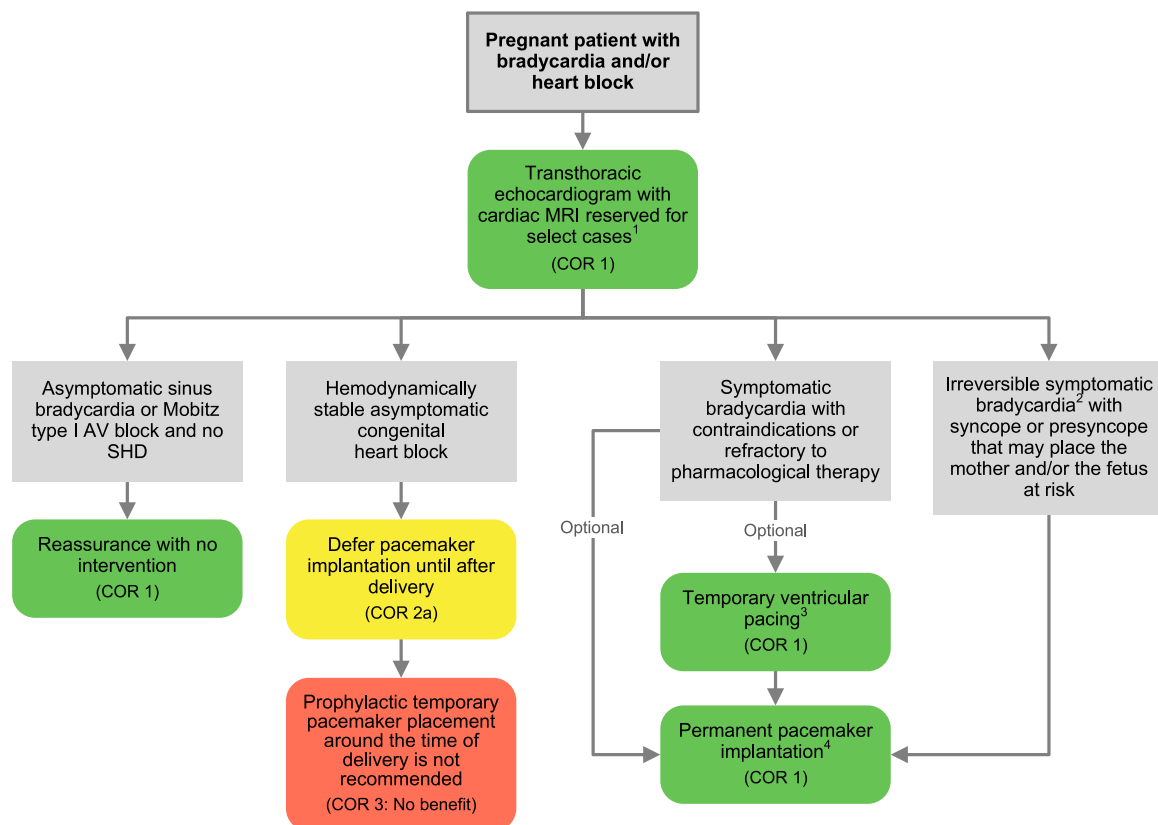 Pregnant patient with
bradycardia and/or
heart block
Transthoracic
echocardiogram with
cardiac MRI reserved for
select cases1
(COR 1)
Asymptomatic sinus
bradycardia or Mobitz
type I AV block and no
SHD
Hemodynamically
stable asymptomatic
congenital
heart block
Symptomatic
bradycardia with
contraindications or
refractory to
pharmacological therapy
Irreversible symptomatic
bradycardia2 with
syncope or presyncope
that may place the
mother and/or the fetus
at risk
Optional
Optional
Reassurance with no
intervention
(COR 1)
Defer pacemaker
implantation until after
delivery
(COR 2a)
Temporary ventricular
pacing3
(COR 1)
Prophylactic temporary
pacemaker placement
around the time of
delivery is not
recommended
(COR 3: No benefit)
Permanent pacemaker
implantation4
(COR 1)